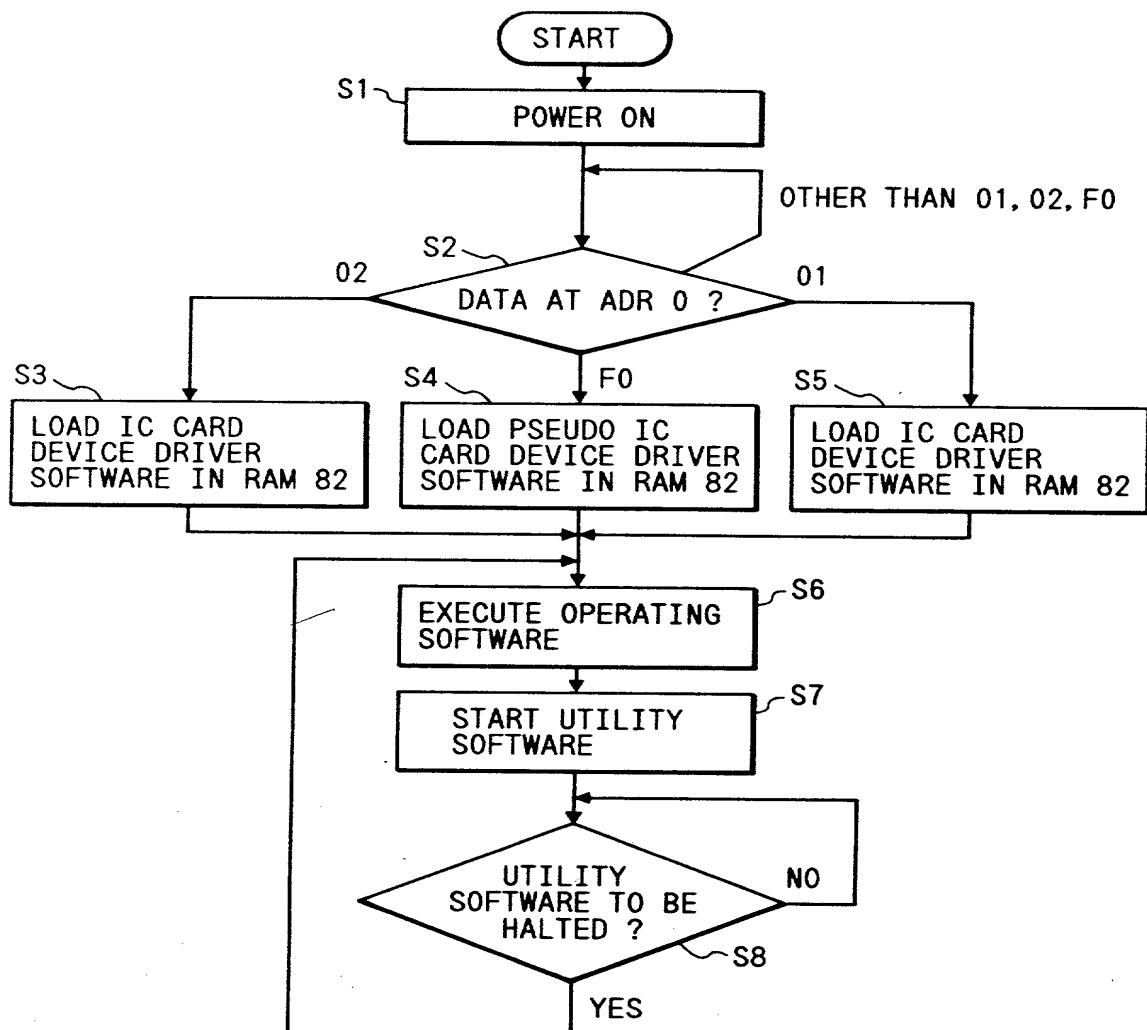 START
S1
POWER ON
OTHER THAN 01, 02, F0
S2
02
01
DATA AT ADR 0 ?
S3
S4
F0
S5
LOAD IC CARD
DEVICE DRIVER
SOFTWARE IN RAM 82
LOAD PSEUDO IC
CARD DEVICE DRIVER
SOFTWARE IN RAM 82
LOAD IC CARD
DEVICE DRIVER
SOFTWARE IN RAM 82
S6
EXECUTE OPERATING
SOFTWARE
S7
START UTILITY
SOFTWARE
UTILITY
SOFTWARE TO BE
HALTED ?
NO
S8
YES